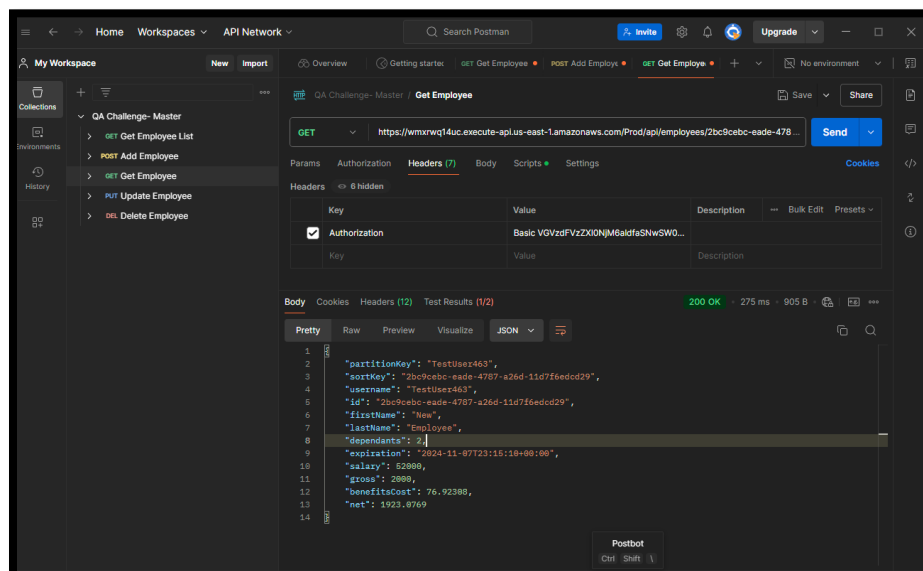 Home Workspaces API Network Search Postman Invite Upgrade
My Workspace New Import Overview Getting started GET Get Employee POST Add Employe GET Get Employe No environment
QA Challenge- Master / Get Employee Save Share
Collections
Environments
History
QA Challenge- Master
GET Get Employee List
POST Add Employee
GET Get Employee
PUT Update Employee
DEL Delete Employee
GET https://wmxrwq14uc.execute-api.us-east-1.amazonaws.com/Prod/api/employees/2bc9cebc-eade-478... Send
Params Authorization Headers (7) Body Scripts Settings Cookies
Headers 6 hidden
Key Value Description Bulk Edit Presets
Authorization Basic VGVzdFVzZXI0NjM6aldfaSNwSW0...
Key Value Description
Body Cookies Headers (12) Test Results (1/2) 200 OK 275 ms 905 B
Pretty Raw Preview Visualize JSON
1 {
2 "partitionKey": "TestUser463",
3 "sortKey": "2bc9cebc-eade-4787-a26d-11d7f6edcd29",
4 "username": "TestUser463",
5 "id": "2bc9cebc-eade-4787-a26d-11d7f6edcd29",
6 "firstName": "New",
7 "lastName": "Employee",
8 "dependants": 2,
9 "expiration": "2024-11-07T23:15:10+00:00",
10 "salary": 52000,
11 "gross": 2000,
12 "benefitsCost": 76.92308,
13 "net": 1923.0769
14 }
Postbot
Ctrl Shift \